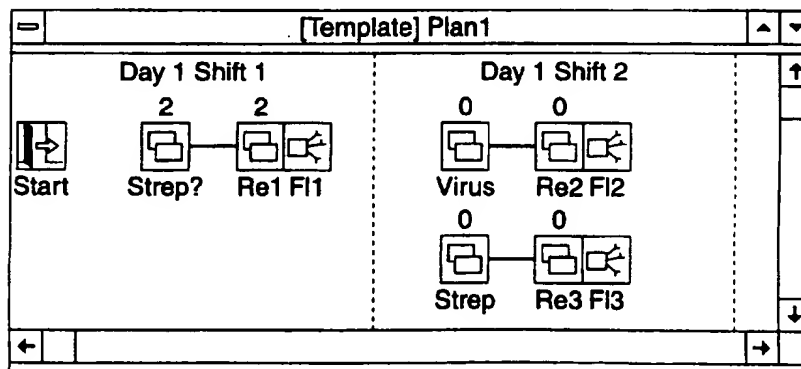 [Template] Plan1
Day 1 Shift 1
Day 1 Shift 2
2 2
0 0
Start
Strep?
Re1 Fl1
Virus
Re2 Fl2
0 0
Strep
Re3 Fl3